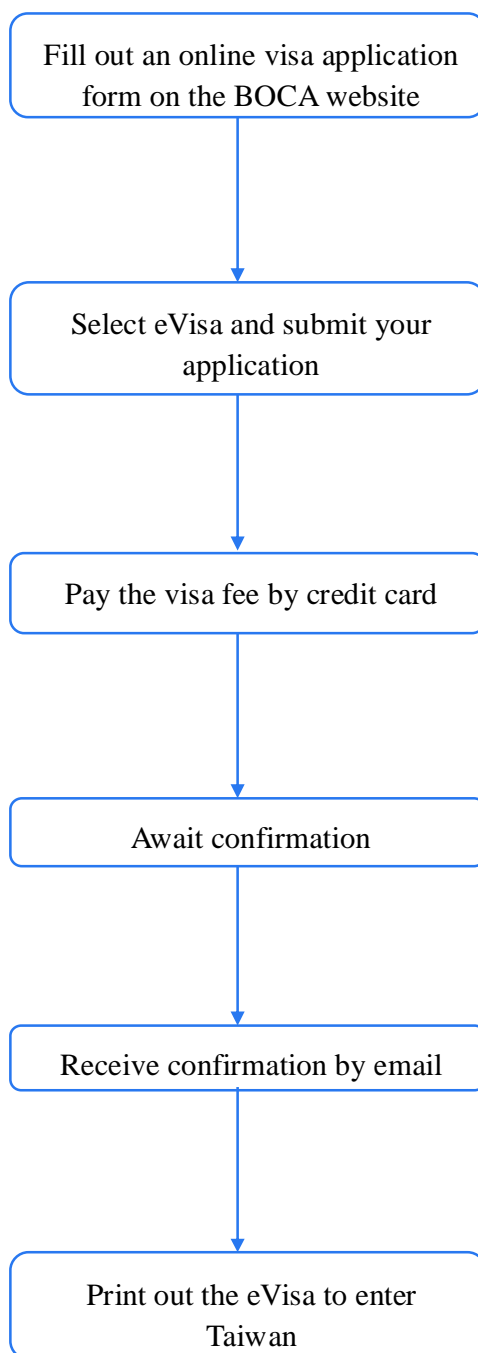 Fill out an online visa application
form on the BOCA website
Select eVisa and submit your
application
Pay the visa fee by credit card
Await confirmation
Receive confirmation by email
Print out the eVisa to enter
Taiwan